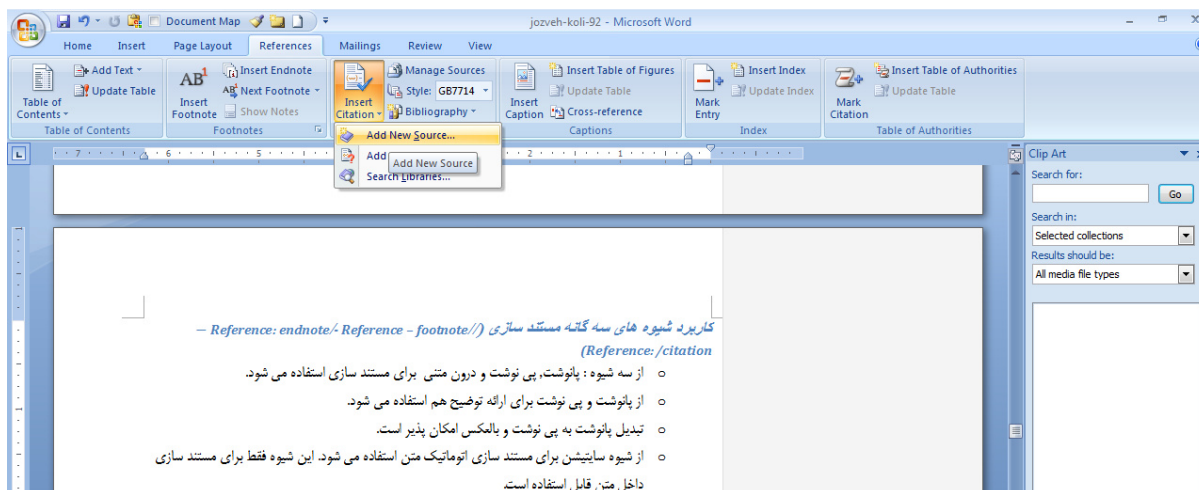 Document Map
jozveh-koli-92 - Microsoft Word
Home Insert Page Layout References Mailings Review View
Table of Contents
Add Text
Update Table
Table of Contents
AB1
Insert Footnote
Insert Endnote
AB1 Next Footnote
Show Notes
Footnotes
Insert Citation
Manage Sources
Style: GB7714
Bibliography
Insert Caption
Insert Table of Figures
Update Table
Cross-reference
Captions
Mark Entry
Insert Index
Update Index
Index
Mark Citation
Insert Table of Authorities
Update Table
Table of Authorities
Add New Source...
Add
Add New Source
Search Libraries...
7 6 5 2 1
Clip Art
Search for:
Go
Search in:
Selected collections
Results should be:
All media file types
کاربرد شیوه های سه گانه مستند سازی (Reference: endnote/- Reference – footnote// –
Reference: /citation)
o از سه شیوه : پانوشت, پی نوشت و درون متنی برای مستند سازی استفاده می شود.
o از پانوشت و پی نوشت برای ارائه توضیح هم استفاده می شود.
o تبدیل پانوشت به پی نوشت و بالعکس امکان پذیر است.
o از شیوه سایتیشن برای مستند سازی اتوماتیک متن استفاده می شود. این شیوه فقط برای مستند سازی
داخل متن قابل استفاده است.